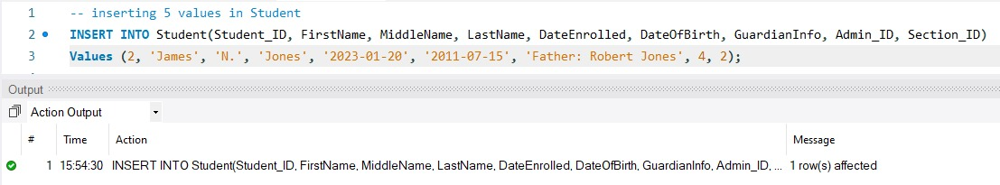 1 -- inserting 5 values in Student
2 INSERT INTO Student(Student_ID, FirstName, MiddleName, LastName, DateEnrolled, DateOfBirth, GuardianInfo, Admin_ID, Section_ID)
3 Values (2, 'James', 'N.', 'Jones', '2023-01-20', '2011-07-15', 'Father: Robert Jones', 4, 2);
Output
Action Output
# Time Action Message
1 15:54:30 INSERT INTO Student(Student_ID, FirstName, MiddleName, LastName, DateEnrolled, DateOfBirth, GuardianInfo, Admin_ID, ... 1 row(s) affected